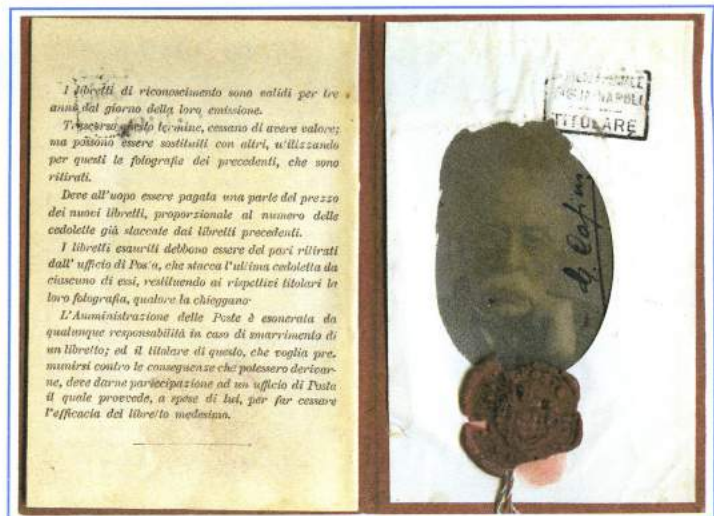 I libretti di riconoscimento sono validi per tre
anni dal giorno della loro emissione.
Trascorso questo termine, cessano di avere valore;
ma possono essere sostituiti con altri, utilizzando
per questi le fotografie dei precedenti, che sono
ritirati.
Deve all'uopo essere pagata una parte del prezzo
dei nuovi libretti, proporzionale al numero delle
cedolette già staccate dai libretti precedenti.
I libretti esauriti debbono essere del pari ritirati
dall' ufficio di Posta, che stacca l'ultima cedoletta da
ciascuno di essi, restituendo ai rispettivi titolari la
loro fotografia, qualora la chieggano·
L'Amministrazione delle Poste è esonerata da
qualunque responsabilità in caso di smarrimento di
un libretto; ed il titolare di questo, che voglia pre-
munirsi contro le conseguenze che potessero derivar-
ne, deve darne partecipazione ad un ufficio di Posta
il quale provvede, a spese di lui, per far cessare
l'efficacia del libretto medesimo.
NAPOLI
TITOLARE